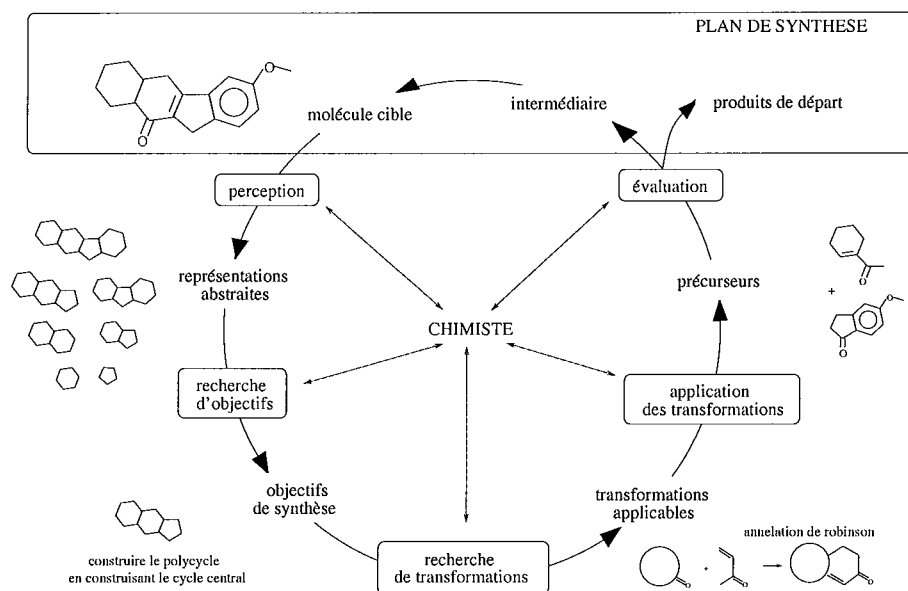 PLAN DE SYNTHESE
O
O
molécule cible
intermédiaire
produits de départ
perception
évaluation
représentations
abstraites
précurseurs
+
O
O
O
CHIMISTE
recherche
d'objectifs
application
des transformations
objectifs
de synthèse
transformations
applicables
construire le polycycle
en construisant le cycle central
recherche
de transformations
annelation de robinson
O
+
O
O